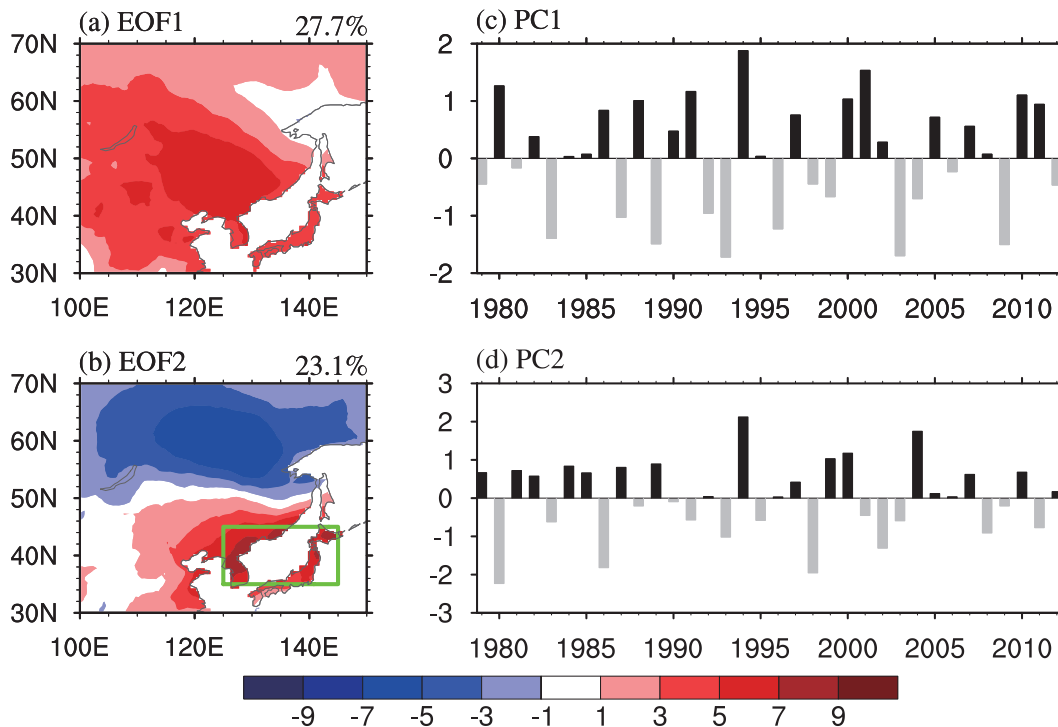 (a) EOF1 27.7%
70N
60N
50N
40N
30N
100E 120E 140E
(c) PC1
2
1
0
-1
-2
1980 1985 1990 1995 2000 2005 2010
(b) EOF2 23.1%
70N
60N
50N
40N
30N
100E 120E 140E
(d) PC2
3
2
1
0
-1
-2
-3
1980 1985 1990 1995 2000 2005 2010
-9 -7 -5 -3 -1 1 3 5 7 9